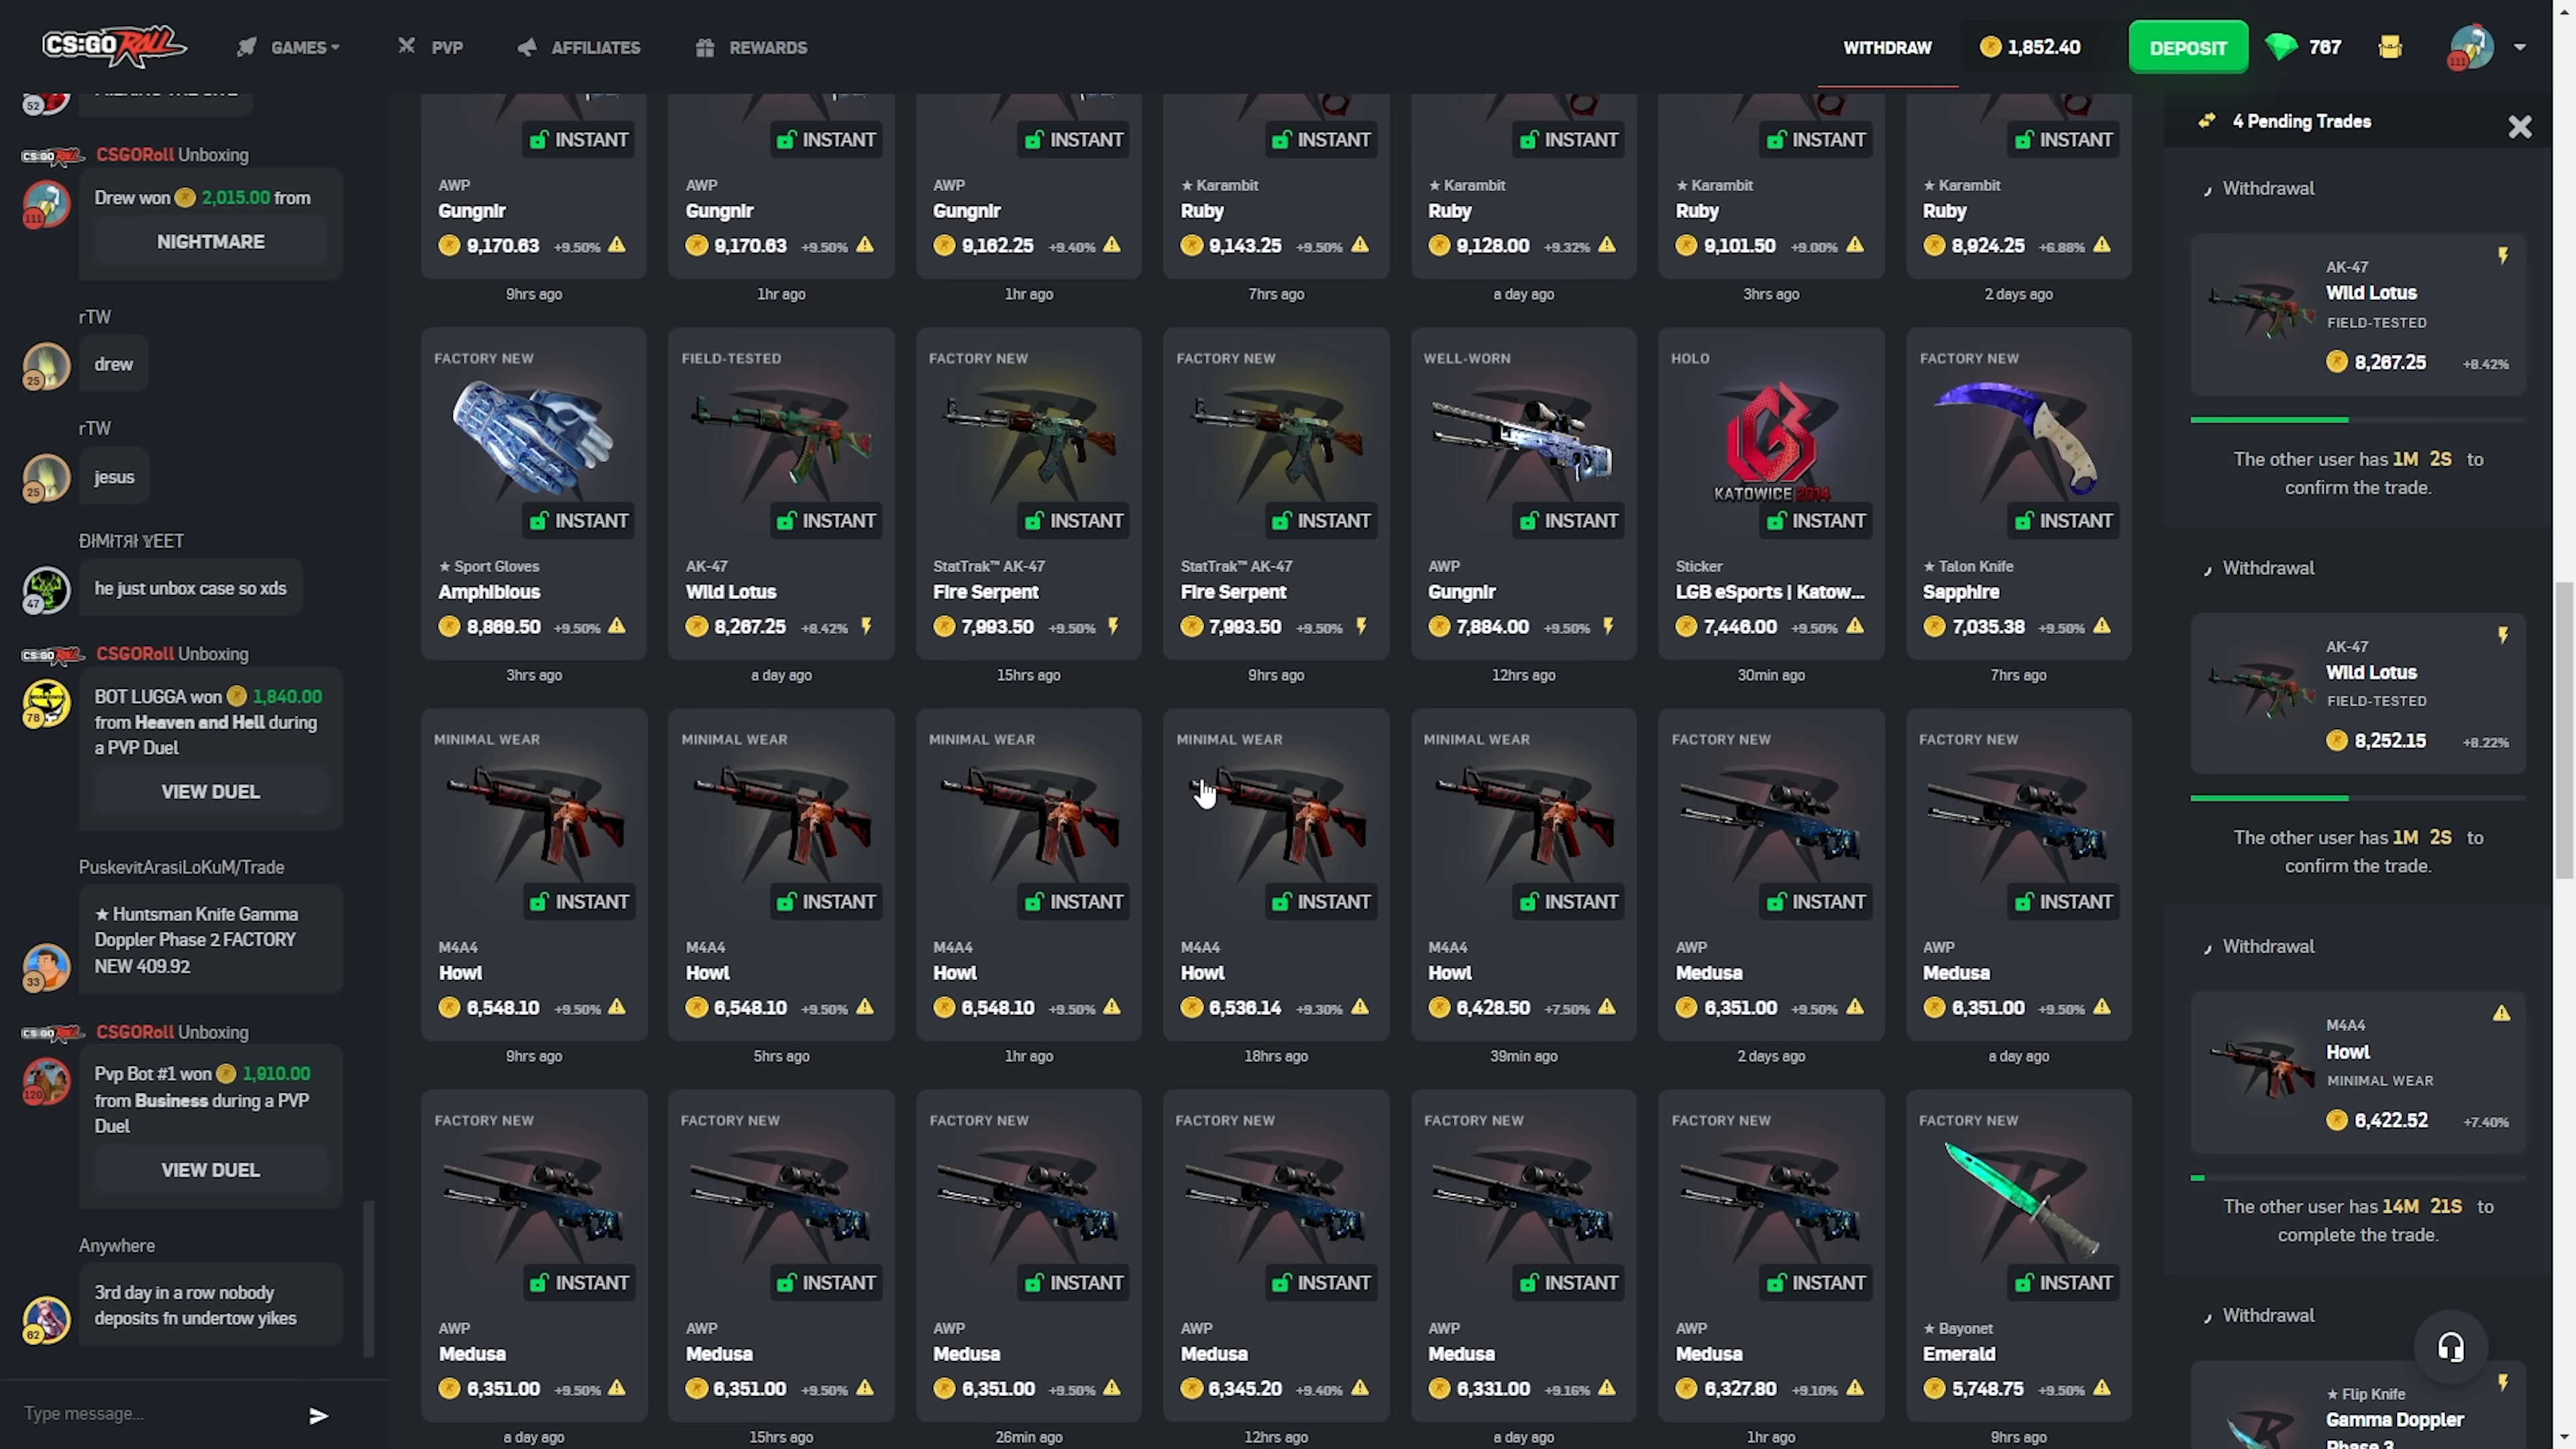 CS:GO ROLL
GAMES
PVP
AFFILIATES
REWARDS
WITHDRAW
1,852.40
DEPOSIT
767
111
52
CSGORoll Unboxing
Drew won 2,015.00 from
NIGHTMARE
111
rTW
drew
25
rTW
jesus
25
ĐIMITЯI YEET
he just unbox case so xds
47
CSGORoll Unboxing
BOT LUGGA won 1,840.00
from Heaven and Hell during
a PVP Duel
VIEW DUEL
78
PuskevitArasiLoKuM/Trade
★ Huntsman Knife Gamma
Doppler Phase 2 FACTORY
NEW 409.92
33
CSGORoll Unboxing
Pvp Bot #1 won 1,910.00
from Business during a PVP
Duel
VIEW DUEL
120
Anywhere
3rd day in a row nobody
deposits fn undertow yikes
62
Type message...
INSTANT INSTANT INSTANT INSTANT INSTANT INSTANT INSTANT
AWP AWP AWP ★ Karambit ★ Karambit ★ Karambit ★ Karambit
Gungnir Gungnir Gungnir Ruby Ruby Ruby Ruby
9,170.63 +9.50% 9,170.63 +9.50% 9,162.25 +9.40% 9,143.25 +9.50% 9,128.00 +9.32% 9,101.50 +9.00% 8,924.25 +6.88%
9hrs ago 1hr ago 1hr ago 7hrs ago a day ago 3hrs ago 2 days ago
FACTORY NEW FIELD-TESTED FACTORY NEW FACTORY NEW WELL-WORN HOLO FACTORY NEW
KATOWICE 2014
INSTANT INSTANT INSTANT INSTANT INSTANT INSTANT INSTANT
★ Sport Gloves AK-47 StatTrak™ AK-47 StatTrak™ AK-47 AWP Sticker ★ Talon Knife
Amphibious Wild Lotus Fire Serpent Fire Serpent Gungnir LGB eSports | Katow... Sapphire
8,869.50 +9.50% 8,267.25 +8.42% 7,993.50 +9.50% 7,993.50 +9.50% 7,884.00 +9.50% 7,446.00 +9.50% 7,035.38 +9.50%
3hrs ago a day ago 15hrs ago 9hrs ago 12hrs ago 30min ago 7hrs ago
MINIMAL WEAR MINIMAL WEAR MINIMAL WEAR MINIMAL WEAR MINIMAL WEAR FACTORY NEW FACTORY NEW
INSTANT INSTANT INSTANT INSTANT INSTANT INSTANT INSTANT
M4A4 M4A4 M4A4 M4A4 M4A4 AWP AWP
Howl Howl Howl Howl Howl Medusa Medusa
6,548.10 +9.50% 6,548.10 +9.50% 6,548.10 +9.50% 6,536.14 +9.30% 6,428.50 +7.50% 6,351.00 +9.50% 6,351.00 +9.50%
9hrs ago 5hrs ago 1hr ago 18hrs ago 39min ago 2 days ago a day ago
FACTORY NEW FACTORY NEW FACTORY NEW FACTORY NEW FACTORY NEW FACTORY NEW FACTORY NEW
INSTANT INSTANT INSTANT INSTANT INSTANT INSTANT INSTANT
AWP AWP AWP AWP AWP AWP ★ Bayonet
Medusa Medusa Medusa Medusa Medusa Medusa Emerald
6,351.00 +9.50% 6,351.00 +9.50% 6,351.00 +9.50% 6,345.20 +9.40% 6,331.00 +9.16% 6,327.80 +9.10% 5,748.75 +9.50%
a day ago 15hrs ago 26min ago 12hrs ago a day ago 1hr ago 9hrs ago
4 Pending Trades
Withdrawal
AK-47
Wild Lotus
FIELD-TESTED
8,267.25 +8.42%
The other user has 1M 2S to
confirm the trade.
Withdrawal
AK-47
Wild Lotus
FIELD-TESTED
8,252.15 +8.22%
The other user has 1M 2S to
confirm the trade.
Withdrawal
M4A4
Howl
MINIMAL WEAR
6,422.52 +7.40%
The other user has 14M 21S to
complete the trade.
Withdrawal
★ Flip Knife
Gamma Doppler
Phase 3